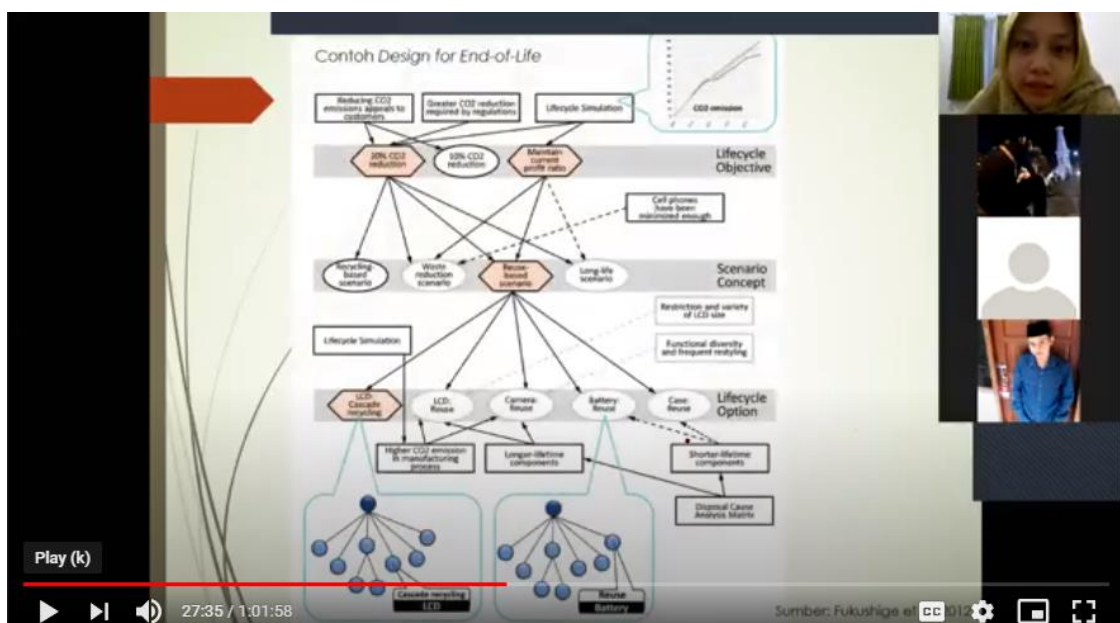 Contoh Design for End-of-Life
Reducing CO2
emissions appeals to
customers
Greater CO2 reduction
required by regulations
Lifecycle Simulation
CO2 emission
20% CO2
reduction
10% CO2
reduction
Maintain
current
profit ratio
Lifecycle
Objective
Cell phones
have been
minimized enough
Recycling-
based
scenario
Waste
reduction
scenario
Reuse-
based
scenario
Long-life
scenario
Scenario
Concept
Restriction and variety
of LCD size
Lifecycle Simulation
Functional diversity
and frequent restyling
LCD:
Cascade
recycling
LCD:
Reuse
Camera:
Reuse
Battery:
Reuse
Case:
Reuse
Lifecycle
Option
Higher CO2 emission
in manufacturing
process
Longer-lifetime
components
Shorter-lifetime
components
Disposal Cause
Analysis Matrix
Play (k)
Cascade recycling
LCD
Reuse
Battery
27:35 / 1:01:58
Sumber: Fukushige et 2012
CC